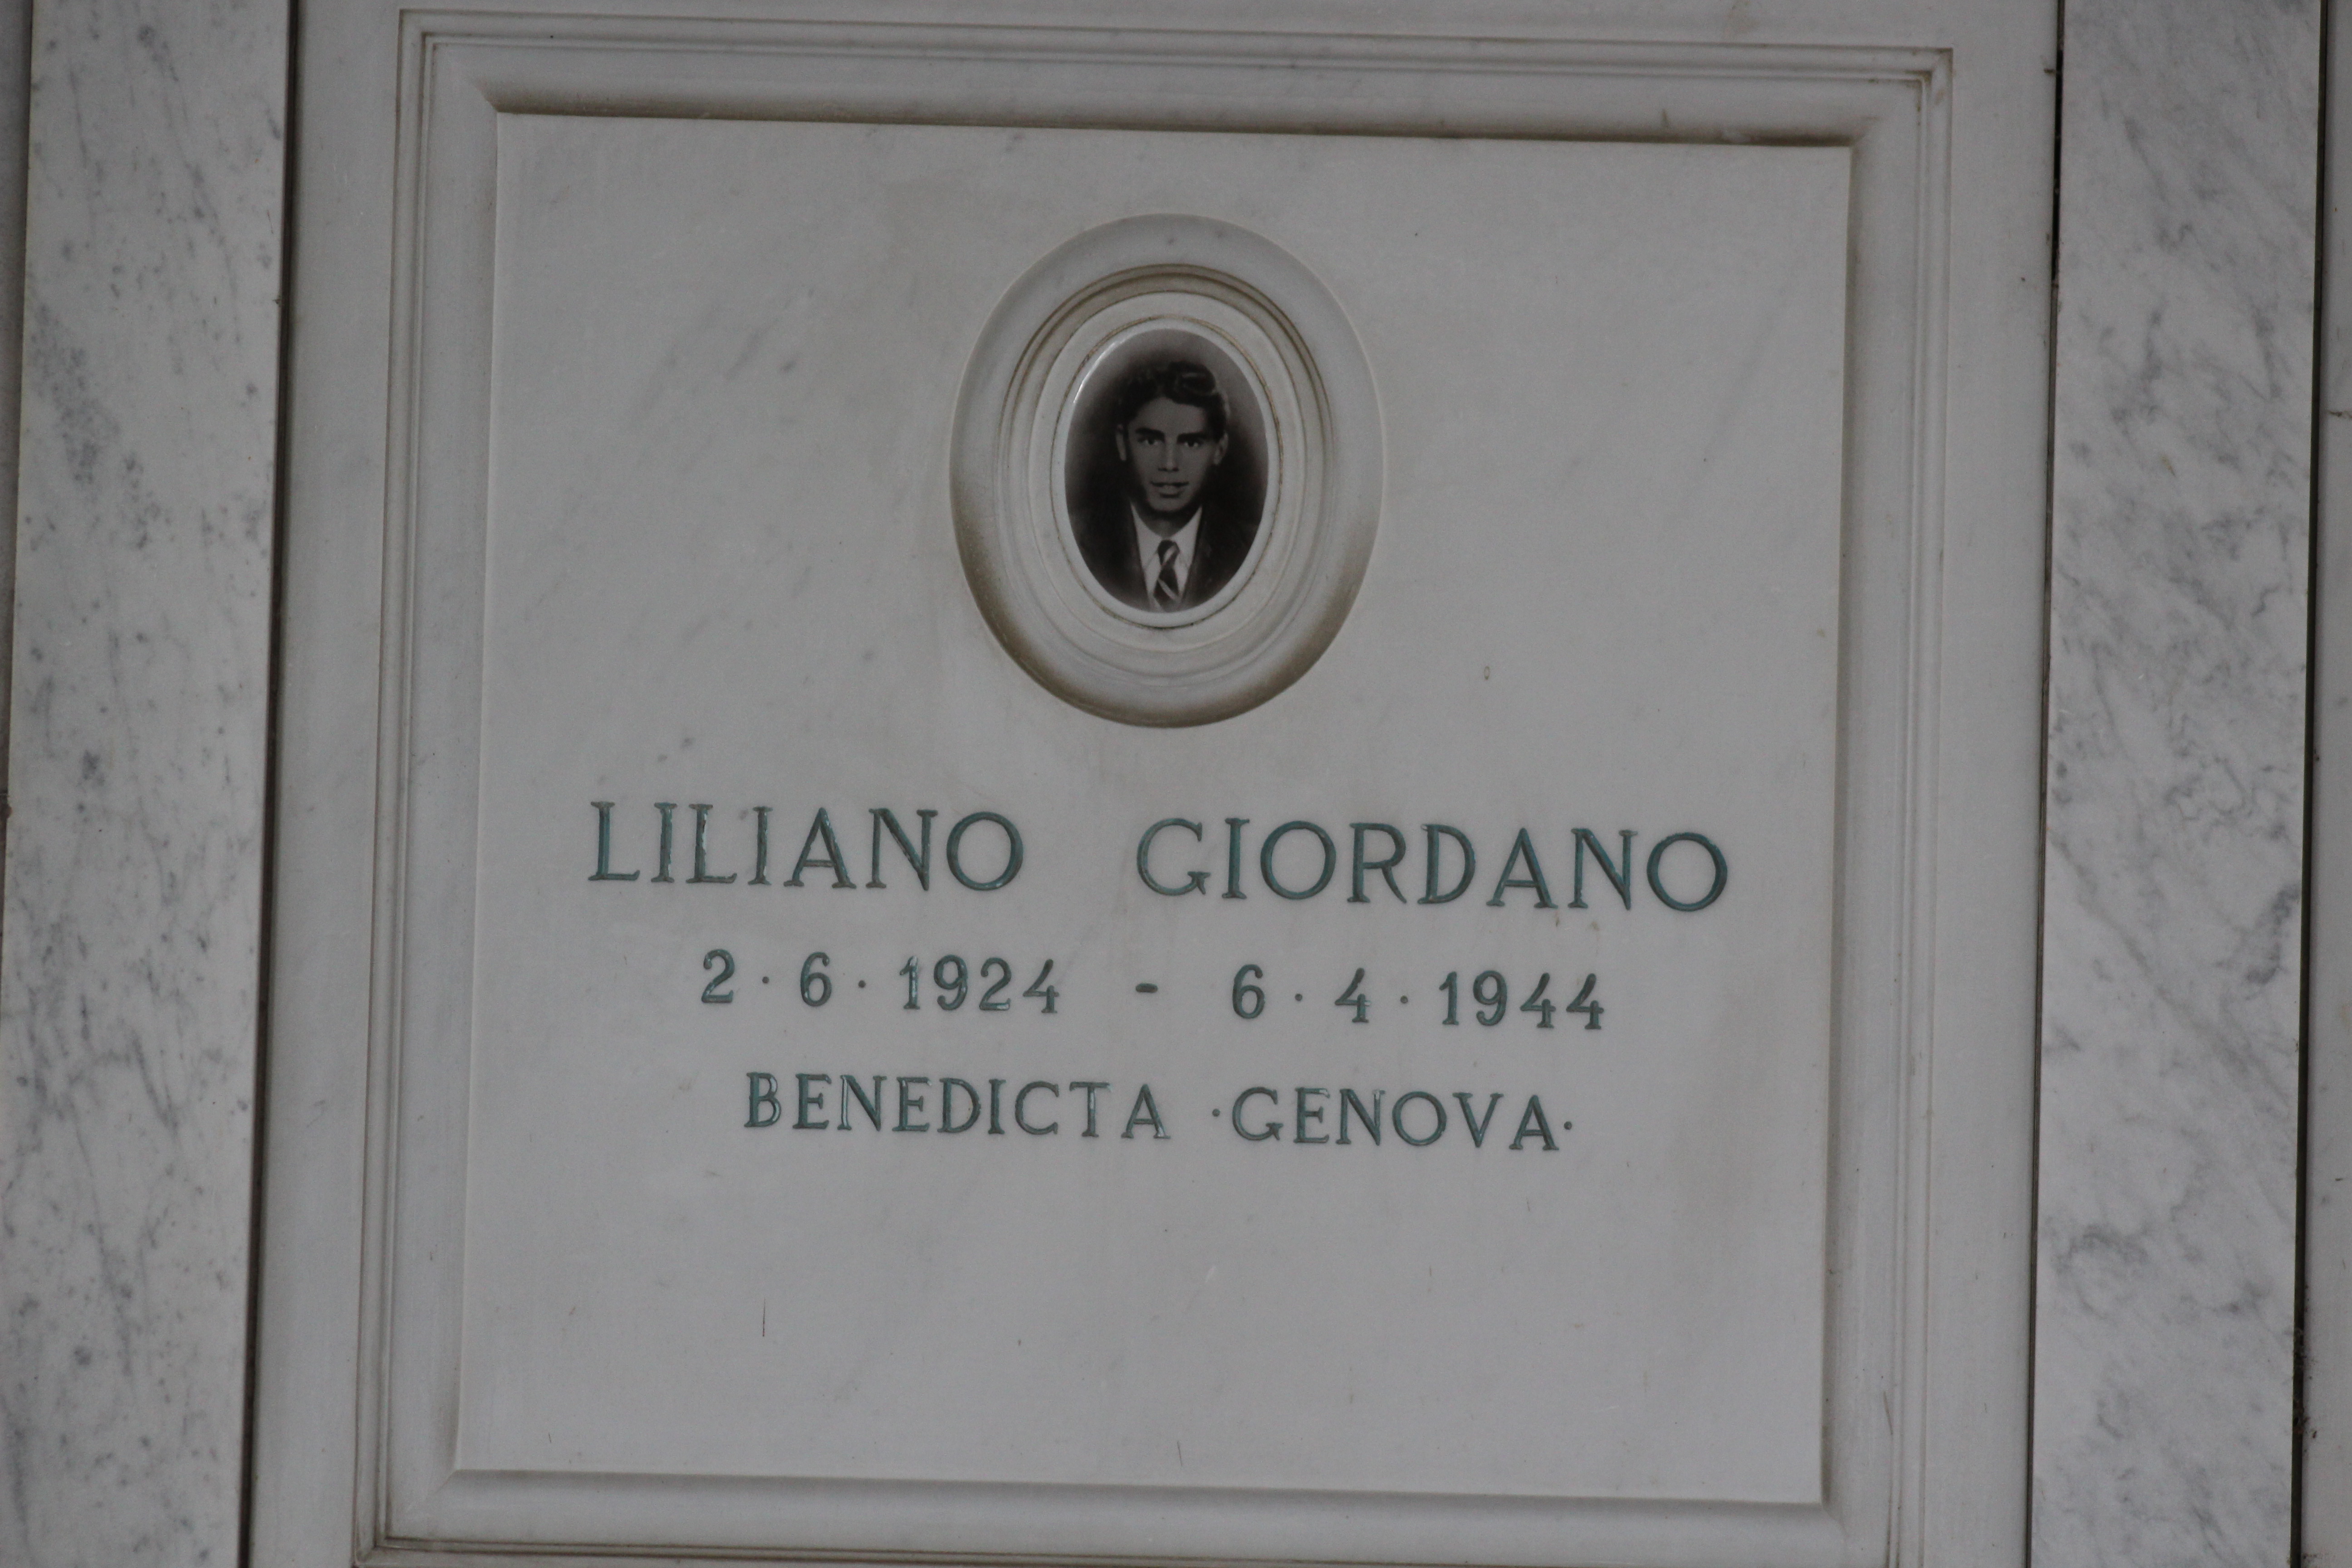 LILIANO GIORDANO
2·6·1924 - 6·4·1944
BENEDICTA ·GENOVA·